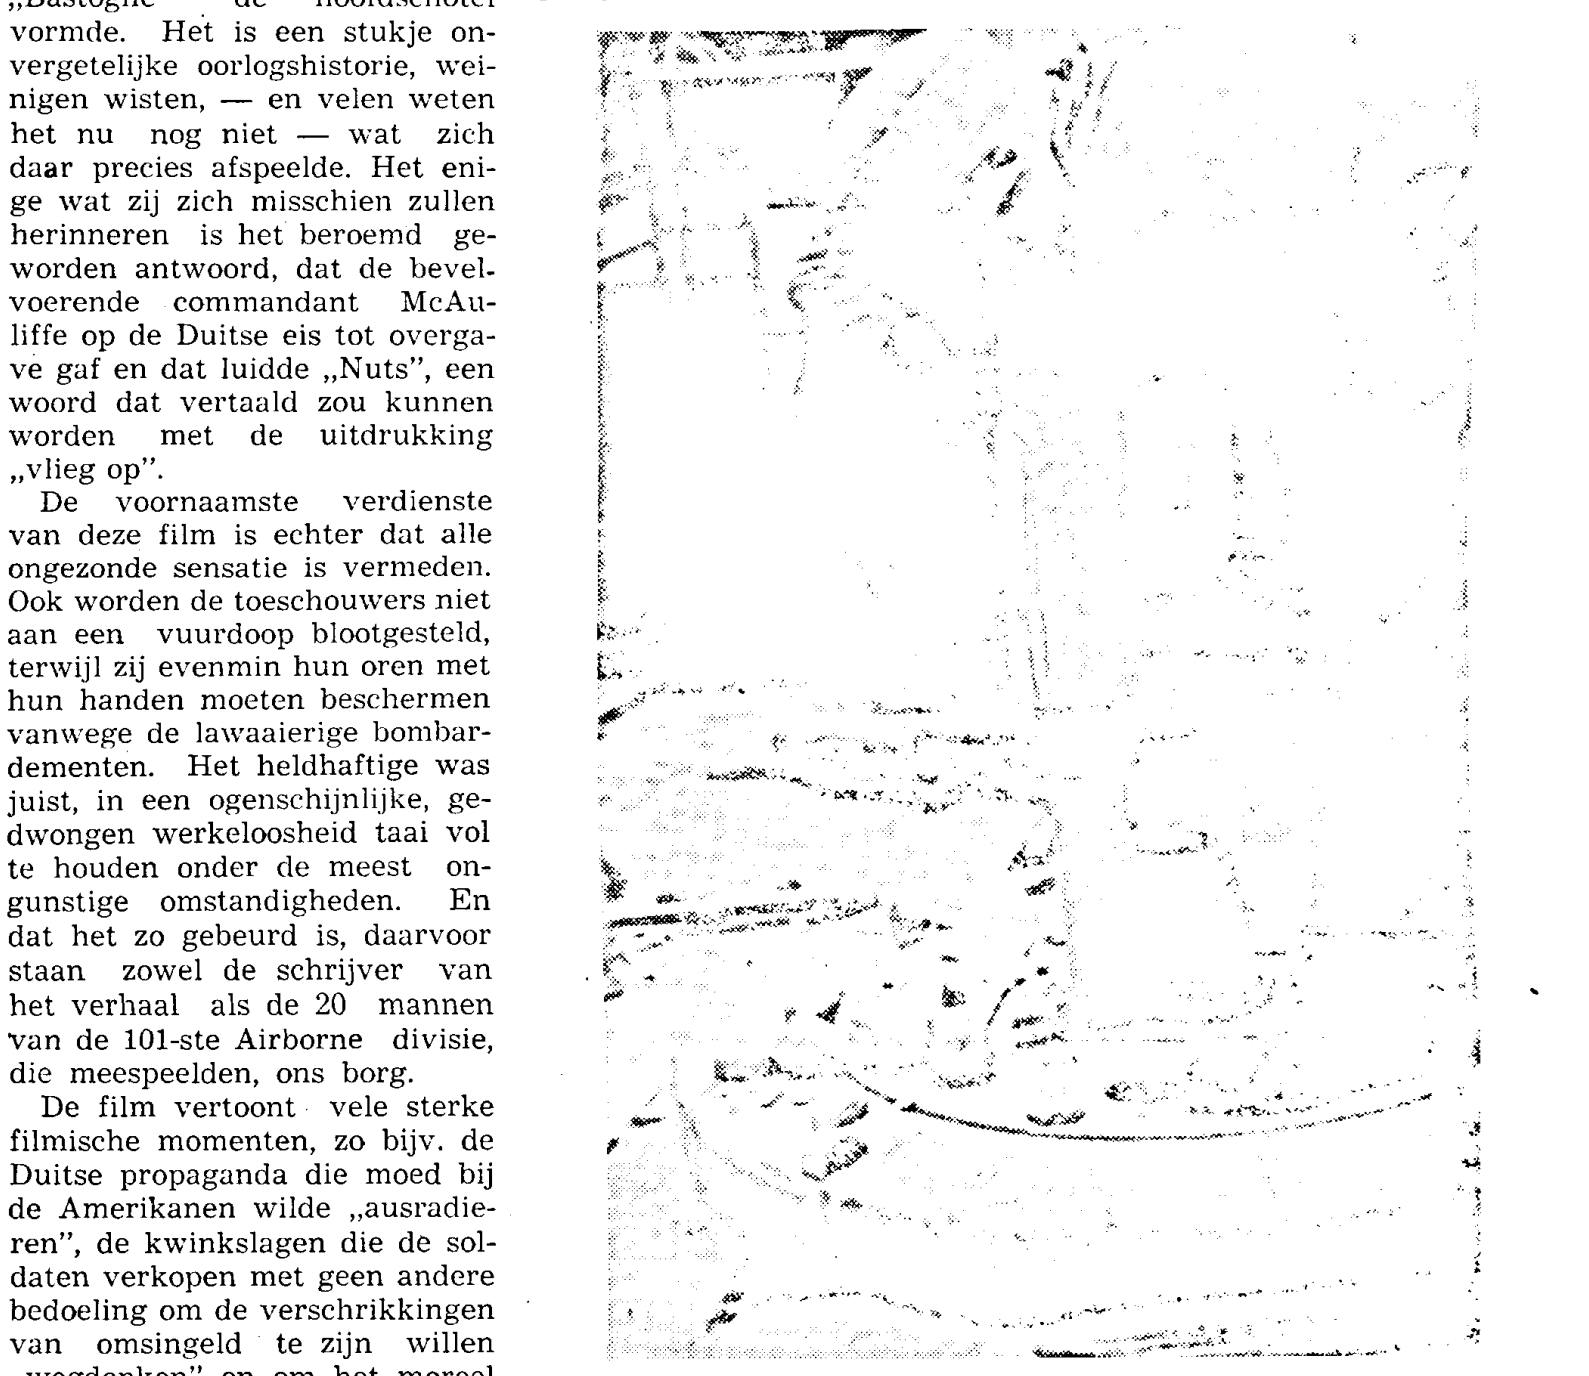 „Bastogne" de hoofdschotel
vormde. Het is een stukje on-
vergetelijke oorlogshistorie, wei-
nigen wisten, — en velen weten
het nu nog niet — wat zich
daar precies afspeelde. Het eni-
ge wat zij zich misschien zullen
herinneren is het beroemd ge-
worden antwoord, dat de bevel-
voerende commandant McAu-
liffe op de Duitse eis tot overga-
ve gaf en dat luidde „Nuts”, een
woord dat vertaald zou kunnen
worden met de uitdrukking
„vlieg op”.
De voornaamste verdienste
van deze film is echter dat alle
ongezonde sensatie is vermeden.
Ook worden de toeschouwers niet
aan een vuurdoop blootgesteld,
terwijl zij evenmin hun oren met
hun handen moeten beschermen
vanwege de lawaaierige bombar-
dementen. Het heldhaftige was
juist, in een ogenschijnlijke, ge-
dwongen werkeloosheid taai vol
te houden onder de meest on-
gunstige omstandigheden. En
dat het zo gebeurd is, daarvoor
staan zowel de schrijver van
het verhaal als de 20 mannen
van de 101-ste Airborne divisie,
die meespeelden, ons borg.
De film vertoont vele sterke
filmische momenten, zo bijv. de
Duitse propaganda die moed bij
de Amerikanen wilde „ausradie-
ren”, de kwinkslagen die de sol-
daten verkopen met geen andere
bedoeling om de verschrikkingen
van omsingeld te zijn willen
„wegdenken” en om het moreel